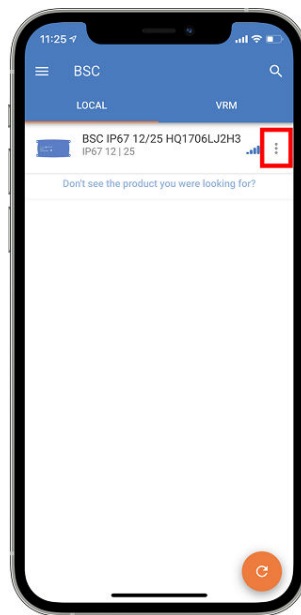 11:25
BSC
LOCAL VRM
BSC IP67 12/25 HQ1706LJ2H3
IP67 12 | 25
Don't see the product you were looking for?